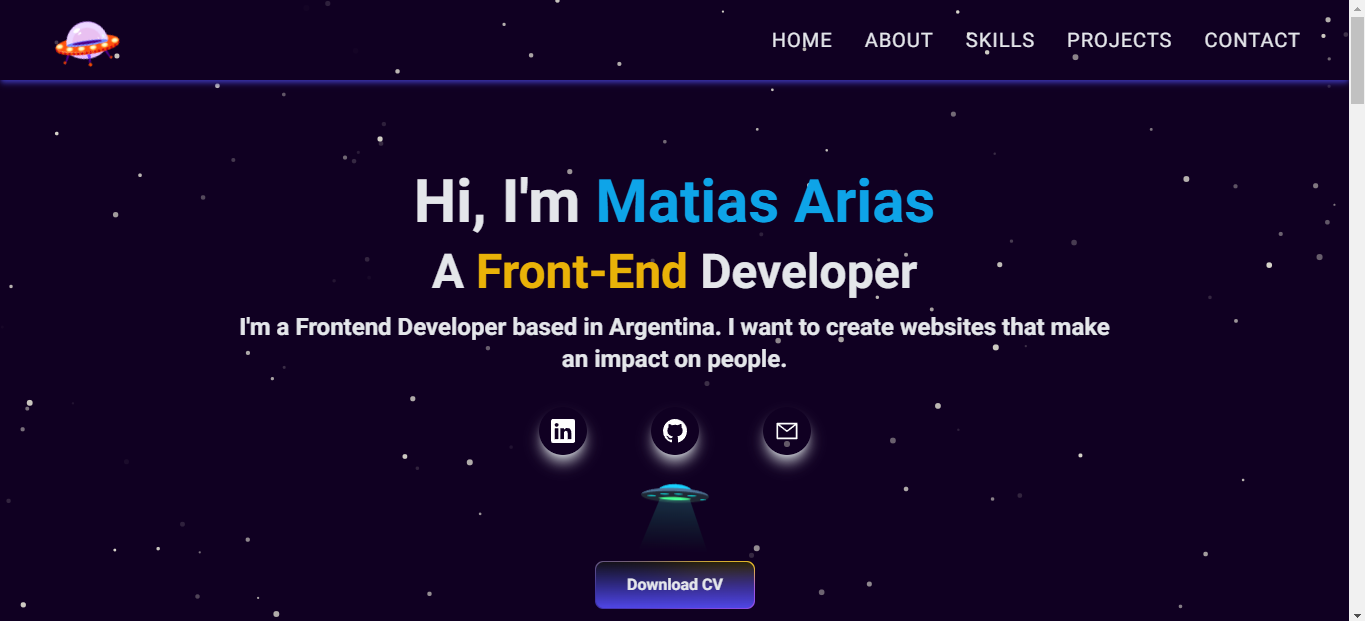 HOME ABOUT SKILLS PROJECTS CONTACT
Hi, I'm Matias Arias
A Front-End Developer
I'm a Frontend Developer based in Argentina. I want to create websites that make
an impact on people.
in
Download CV